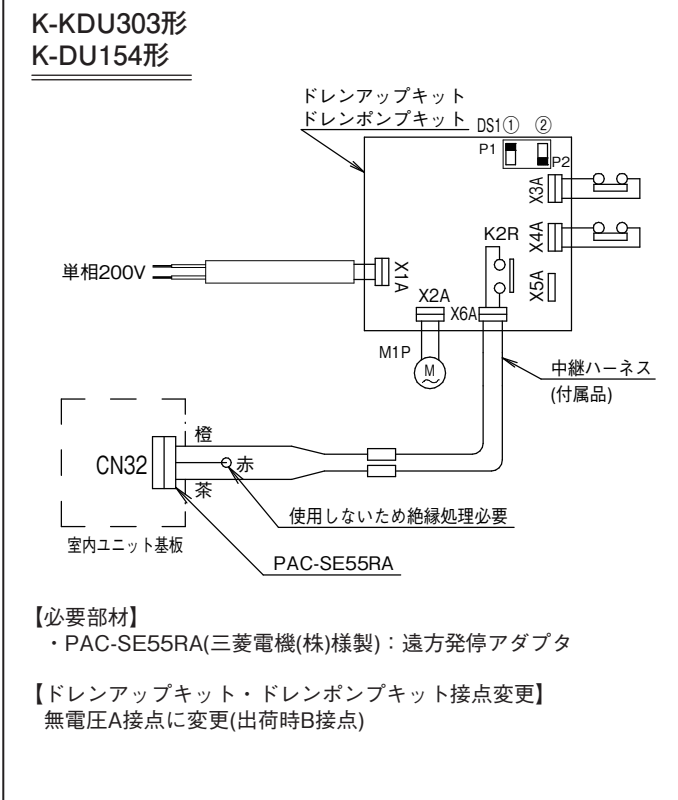 K-KDU303形
K-DU154形
ドレンアップキット
ドレンポンプキット
DS1① ②
P1
P2
X3A
K2R
X4A
単相200V
X1A
X5A
X2A
X6A
M1P
M
中継ハーネス
(付属品)
橙
CN32
赤
茶
使用しないため絶縁処理必要
室内ユニット基板
PAC-SE55RA
【必要部材】
・PAC-SE55RA(三菱電機(株)様製)：遠方発停アダプタ
【ドレンアップキット・ドレンポンプキット接点変更】
無電圧A接点に変更(出荷時B接点)